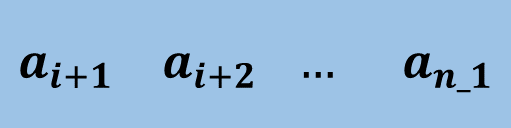 a_{i+1} a_{i+2} ... a_{n_1}